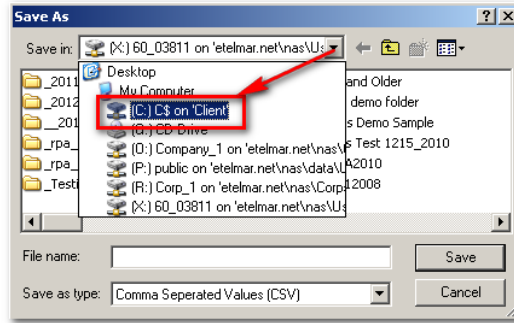 Save As
Save in: (X:) 60_03811 on 'etelmar.net\nas\Us
Desktop
My Computer
(C:) C$ on 'Client'
CD Drive
(O:) Company_1 on 'etelmar.net\nas\
(P:) public on 'etelmar.net\nas\data\U
(R:) Corp_1 on 'etelmar.net\nas\Corp
(X:) 60_03811 on 'etelmar.net\nas\Us
_2011
_2012
__201
_rpa_
_rpa_
_Testi
and Older
demo folder
s Demo Sample
s Test 1215_2010
A2010
12008
File name:
Save
Save as type: Comma Seperated Values (CSV)
Cancel